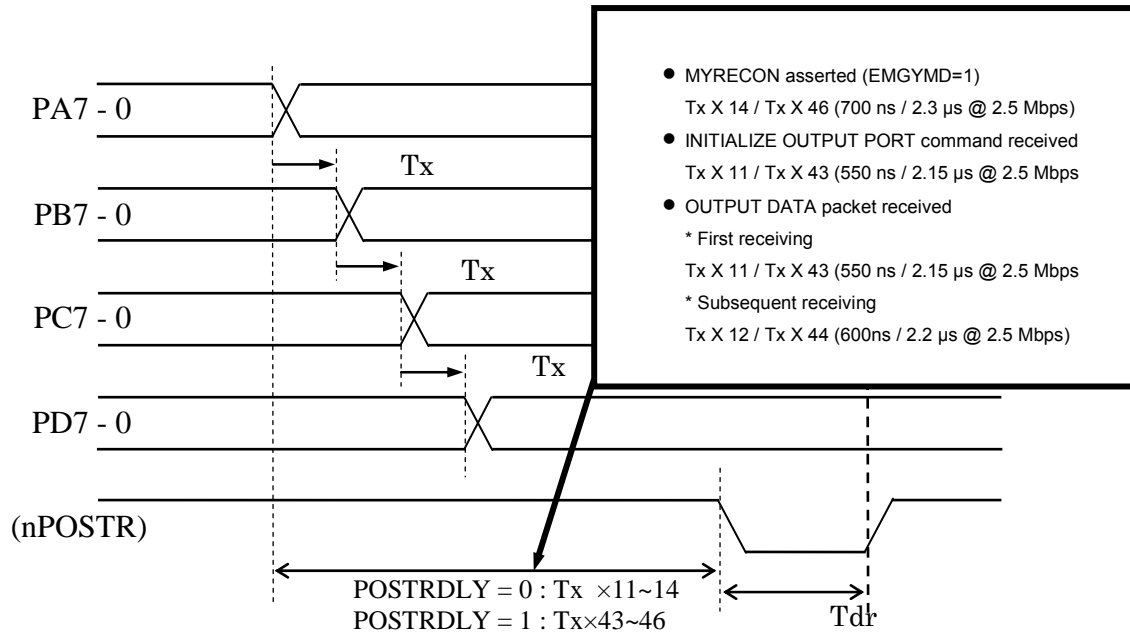 PA7 - 0
Tx
PB7 - 0
Tx
PC7 - 0
Tx
PD7 - 0
(nPOSTR)
● MYRECON asserted (EMGYMD=1)
Tx X 14 / Tx X 46 (700 ns / 2.3 µs @ 2.5 Mbps)
● INITIALIZE OUTPUT PORT command received
Tx X 11 / Tx X 43 (550 ns / 2.15 µs @ 2.5 Mbps
● OUTPUT DATA packet received
* First receiving
Tx X 11 / Tx X 43 (550 ns / 2.15 µs @ 2.5 Mbps
* Subsequent receiving
Tx X 12 / Tx X 44 (600ns / 2.2 µs @ 2.5 Mbps)
POSTRDLY = 0 : Tx ×11~14
POSTRDLY = 1 : Tx×43~46
Tdr